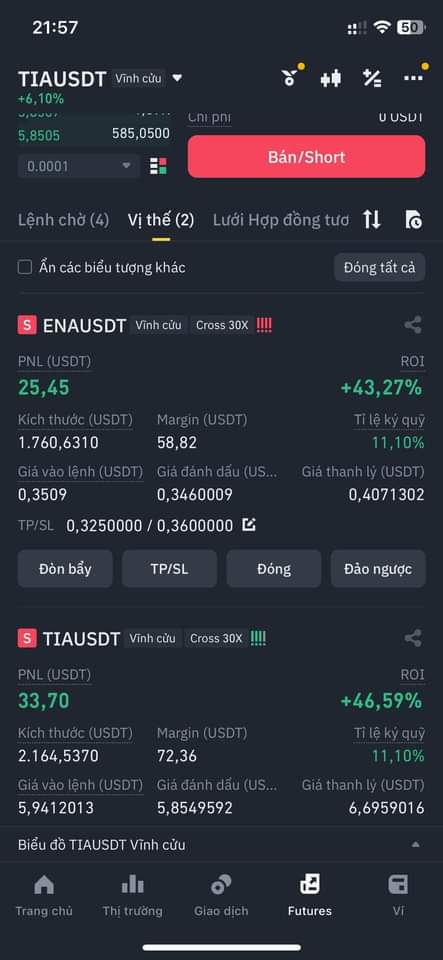 21:57
50
TIAUSDT Vĩnh cửu
+6,10%
5,8505 585,0500
Chi phí 0 USDT
0.0001
Bán/Short
Lệnh chờ (4) Vị thế (2) Lưới Hợp đồng tươ
Ẩn các biểu tượng khác
Đóng tất cả
S ENAUSDT Vĩnh cửu Cross 30X !!!!
PNL (USDT) ROI
25,45 +43,27%
Kích thước (USDT) Margin (USDT) Tỉ lệ ký quỹ
1.760,6310 58,82 11,10%
Giá vào lệnh (USDT) Giá đánh dấu (US... Giá thanh lý (USDT)
0,3509 0,3460009 0,4071302
TP/SL 0,3250000 / 0,3600000
Đòn bẩy TP/SL Đóng Đảo ngược
S TIAUSDT Vĩnh cửu Cross 30X !!!!
PNL (USDT) ROI
33,70 +46,59%
Kích thước (USDT) Margin (USDT) Tỉ lệ ký quỹ
2.164,5370 72,36 11,10%
Giá vào lệnh (USDT) Giá đánh dấu (US... Giá thanh lý (USDT)
5,9412013 5,8549592 6,6959016
Biểu đồ TIAUSDT Vĩnh cửu
Trang chủ Thị trường Giao dịch Futures Ví